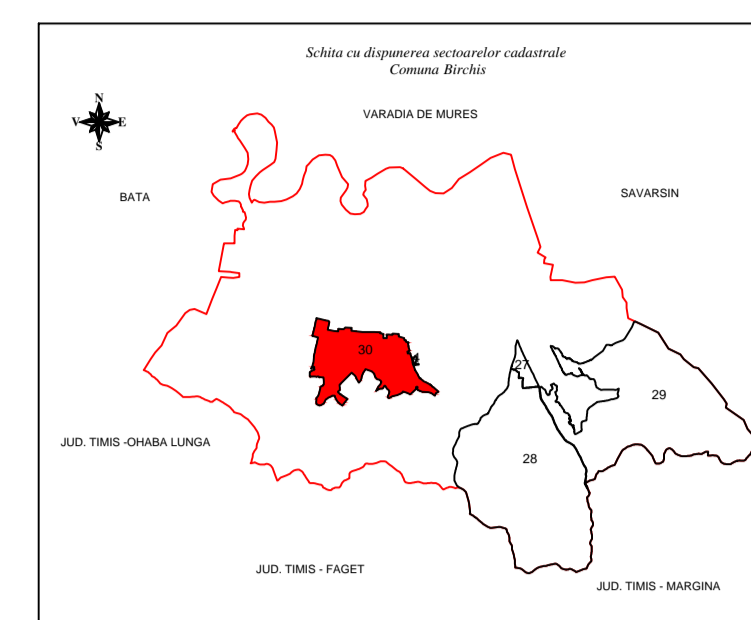 Schita cu dispunerea sectoarelor cadastrale
Comuna Birchis
N
V E
S
VARADIA DE MURES
BATA
SAVARSIN
30
27
29
JUD. TIMIS -OHABA LUNGA
28
JUD. TIMIS - FAGET
JUD. TIMIS - MARGINA